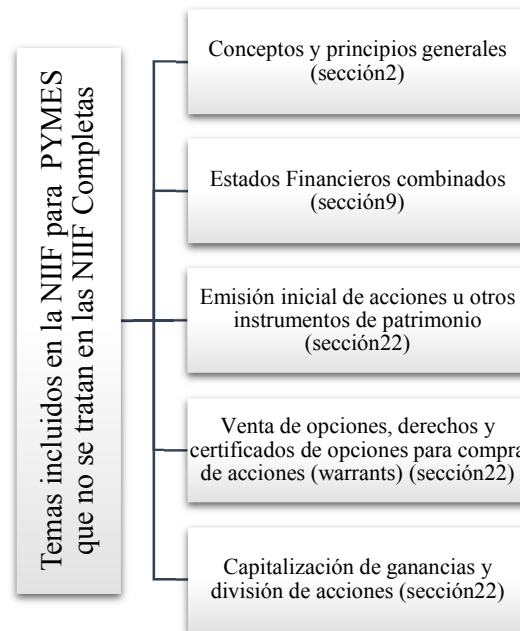 Temas incluidos en la NIIF para PYMES
que no se tratan en las NIIF Completas
Conceptos y principios generales
(sección2)
Estados Financieros combinados
(sección9)
Emisión inicial de acciones u otros
instrumentos de patrimonio
(sección22)
Venta de opciones, derechos y
certificados de opciones para compra
de acciones (warrants) (sección22)
Capitalización de ganancias y
división de acciones (sección22)